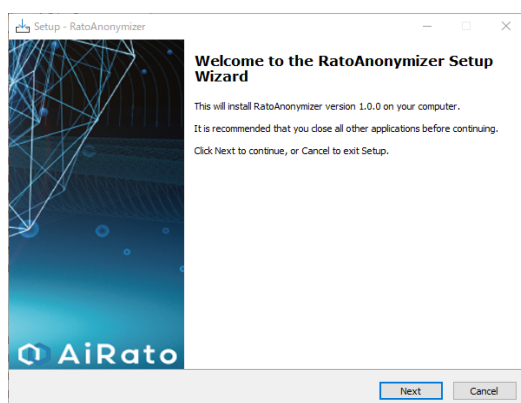 Setup - RatoAnonymizer
Welcome to the RatoAnonymizer Setup
Wizard
This will install RatoAnonymizer version 1.0.0 on your computer.
It is recommended that you close all other applications before continuing.
Click Next to continue, or Cancel to exit Setup.
AiRato
Next
Cancel